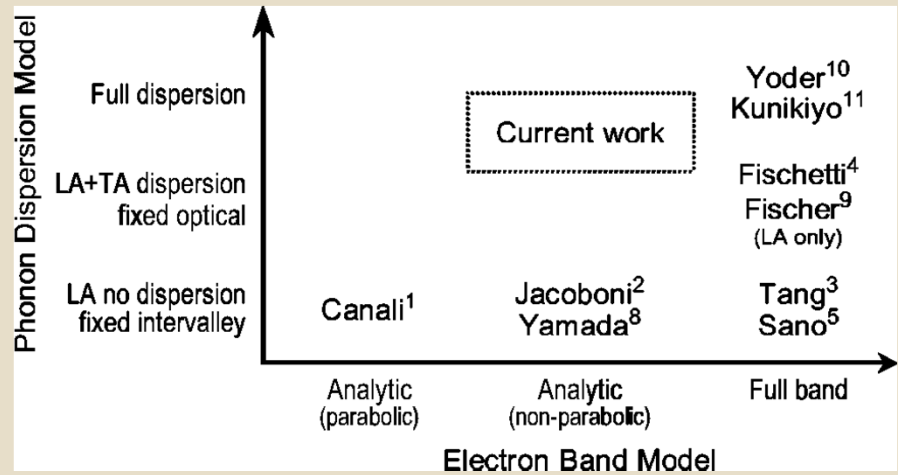 Phonon Dispersion Model
Full dispersion
LA+TA dispersion
fixed optical
LA no dispersion
fixed intervalley
Yoder10
Kunikiyo11
Current work
Fischetti4
Fischer9
(LA only)
Canali1
Jacoboni2
Yamada8
Tang3
Sano5
Analytic
(parabolic)
Analytic
(non-parabolic)
Full band
Electron Band Model